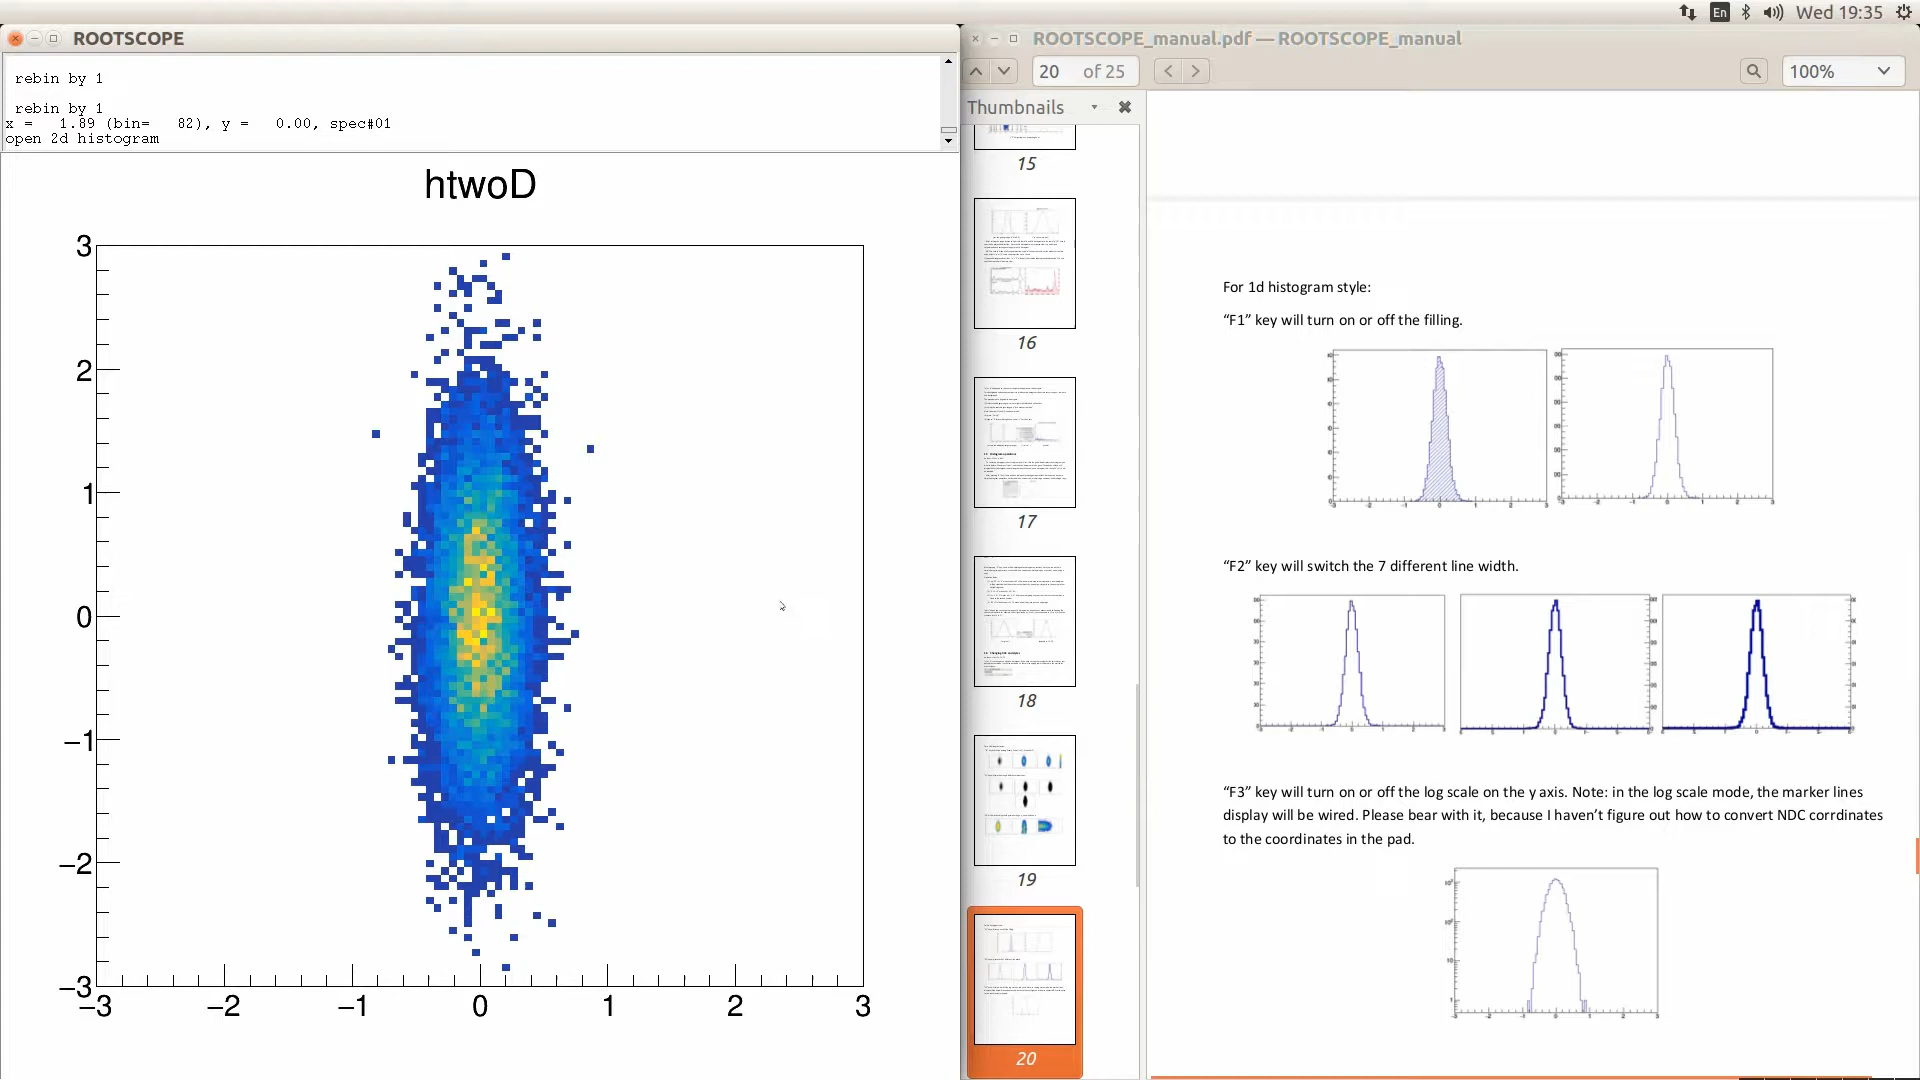 En
Wed 19:35
ROOTSCOPE
rebin by 1
rebin by 1
x =   1.89 (bin=   82), y =   0.00, spec#01
open 2d histogram
htwoD
3
2
1
0
−1
−2
−3
−3
−2
−1
0
1
2
3
ROOTSCOPE_manual.pdf — ROOTSCOPE_manual
20 of 25
100%
Thumbnails
15
16
17
18
19
20
For 1d histogram style:
“F1” key will turn on or off the filling.
“F2” key will switch the 7 different line width.
“F3” key will turn on or off the log scale on the y axis. Note: in the log scale mode, the marker lines
display will be wired. Please bear with it, because I haven’t figure out how to convert NDC corrdinates
to the coordinates in the pad.